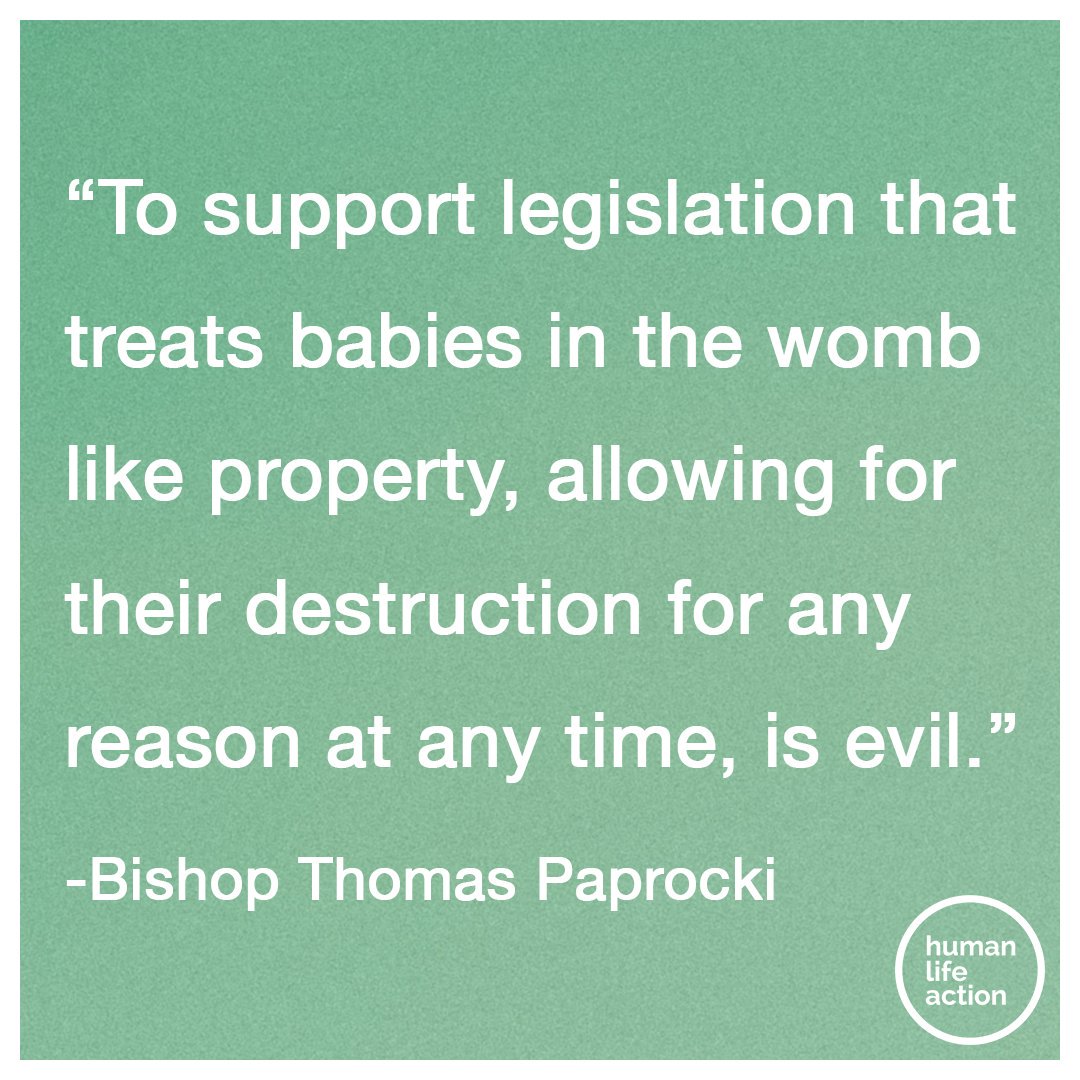 “To support legislation that
treats babies in the womb
like property, allowing for
their destruction for any
reason at any time, is evil.”
-Bishop Thomas Paprocki
human
life
action